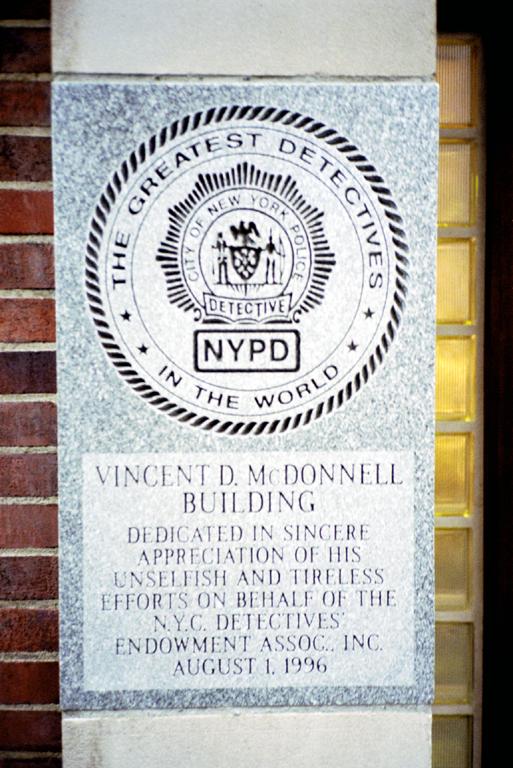 THE GREATEST DETECTIVES
CITY OF NEW YORK POLICE
DETECTIVE
NYPD
IN THE WORLD
VINCENT D. McDONNELL
BUILDING
DEDICATED IN SINCERE
APPRECIATION OF HIS
UNSELFISH AND TIRELESS
EFFORTS ON BEHALF OF THE
N.Y.C. DETECTIVES'
ENDOWMENT ASSOC., INC.
AUGUST 1, 1996